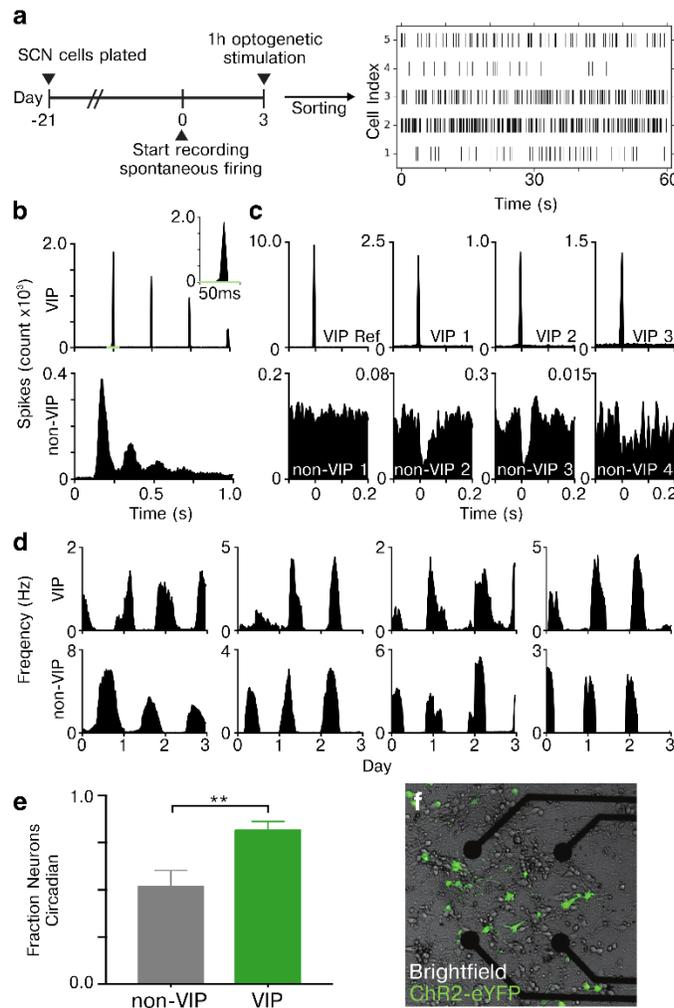 a
SCN cells plated
1h optogenetic
stimulation
Day
-21
0
3
Sorting
Start recording
spontaneous firing
Cell Index
5
4
3
2
1
0
30
60
Time (s)
b
Spikes (count x10³)
VIP
2.0
0
2.0
0
50ms
non-VIP
0.4
0
0
0.5
1.0
Time (s)
c
10.0
0
VIP Ref
2.5
0
VIP 1
1.0
0
VIP 2
1.5
0
VIP 3
0.2
0
non-VIP 1
0.08
0
non-VIP 2
0.3
0
non-VIP 3
0.015
0
non-VIP 4
0 0.2
0 0.2
0 0.2
0 0.2
Time (s)
Time (s)
d
Freqency (Hz)
VIP
2
0
5
0
2
0
5
0
non-VIP
8
0
4
0
6
0
3
0
0 1 2 3
0 1 2 3
0 1 2 3
0 1 2 3
Day
e
Fraction Neurons
Circadian
1.0
0.0
**
non-VIP
VIP
f
Brightfield
ChR2-eYFP